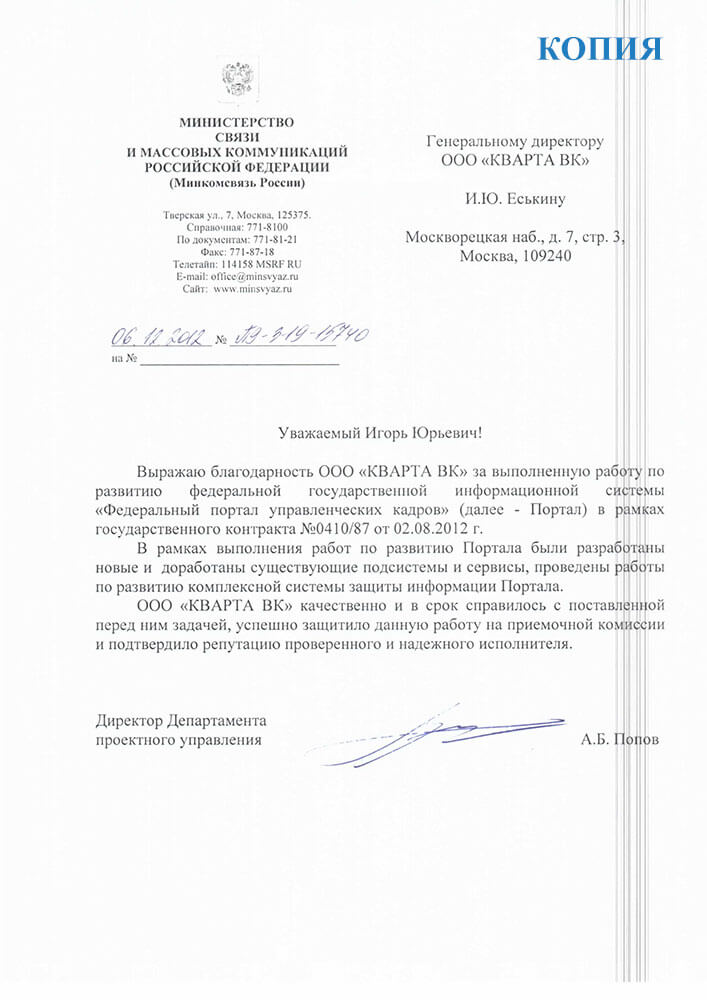 КОПИЯ
МИНИСТЕРСТВО
СВЯЗИ
И МАССОВЫХ КОММУНИКАЦИЙ
РОССИЙСКОЙ ФЕДЕРАЦИИ
(Минкомсвязь России)
Тверская ул., 7, Москва, 125375.
Справочная: 771-8100
По документам: 771-81-21
Факс: 771-87-18
Телетайп: 114158 MSRF RU
E-mail: office@minsvyaz.ru
Сайт: www.minsvyaz.ru
06.12.2012 № П9-3-19-15740
на №
Генеральному директору
ООО «КВАРТА ВК»
И.Ю. Еськину
Москворецкая наб., д. 7, стр. 3,
Москва, 109240
Уважаемый Игорь Юрьевич!
Выражаю благодарность ООО «КВАРТА ВК» за выполненную работу по
развитию федеральной государственной информационной системы
«Федеральный портал управленческих кадров» (далее - Портал) в рамках
государственного контракта №0410/87 от 02.08.2012 г.
В рамках выполнения работ по развитию Портала были разработаны
новые и доработаны существующие подсистемы и сервисы, проведены работы
по развитию комплексной системы защиты информации Портала.
ООО «КВАРТА ВК» качественно и в срок справилось с поставленной
перед ним задачей, успешно защитило данную работу на приемочной комиссии
и подтвердило репутацию проверенного и надежного исполнителя.
Директор Департамента
проектного управления
А.Б. Попов